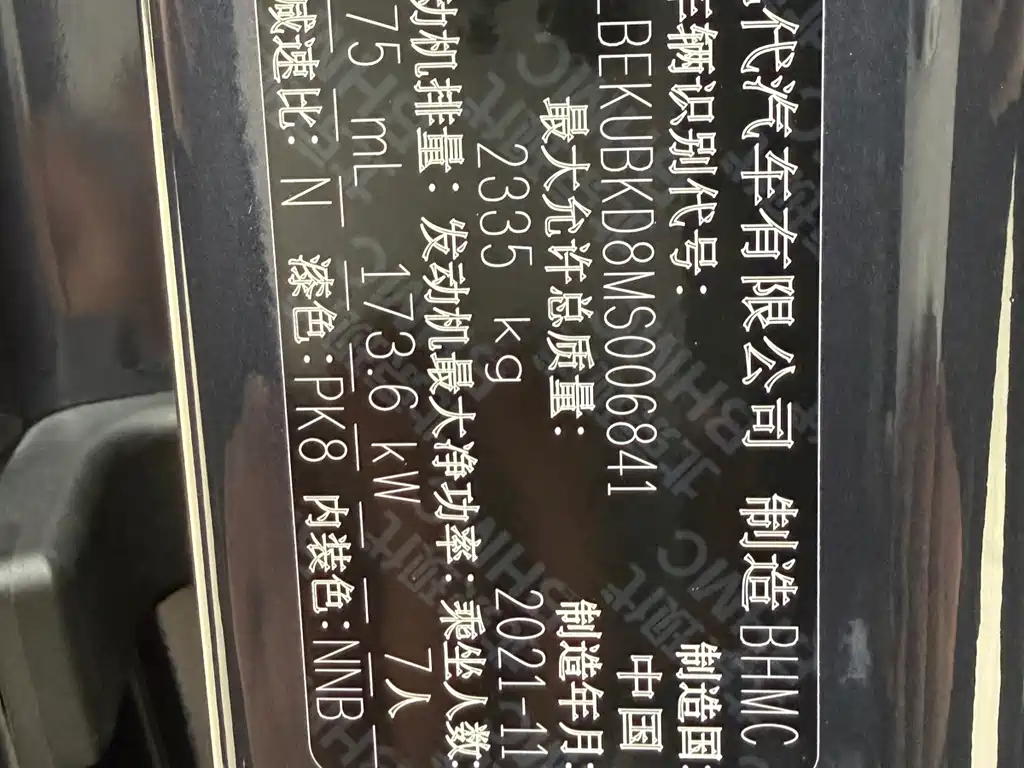 代汽车有限公司 制造 BHMC
车辆识别代号: 制造国:
LBEKUBKD8MS006841 中国
最大允许总质量: 制造年月:
2335 kg 2021-11
动机排量: 发动机最大净功率: 乘坐人数:
75 mL 173.6 kW 7人
减速比: N 漆色: PK8 内装色: NNB